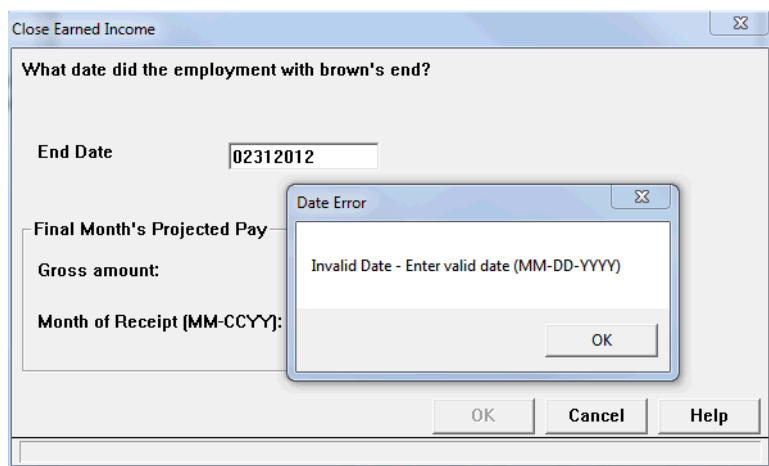 Close Earned Income
What date did the employment with brown's end?
End Date
02312012
Date Error
Invalid Date - Enter valid date (MM-DD-YYYY)
OK
Final Month's Projected Pay
Gross amount:
Month of Receipt (MM-CCYY):
OK Cancel Help